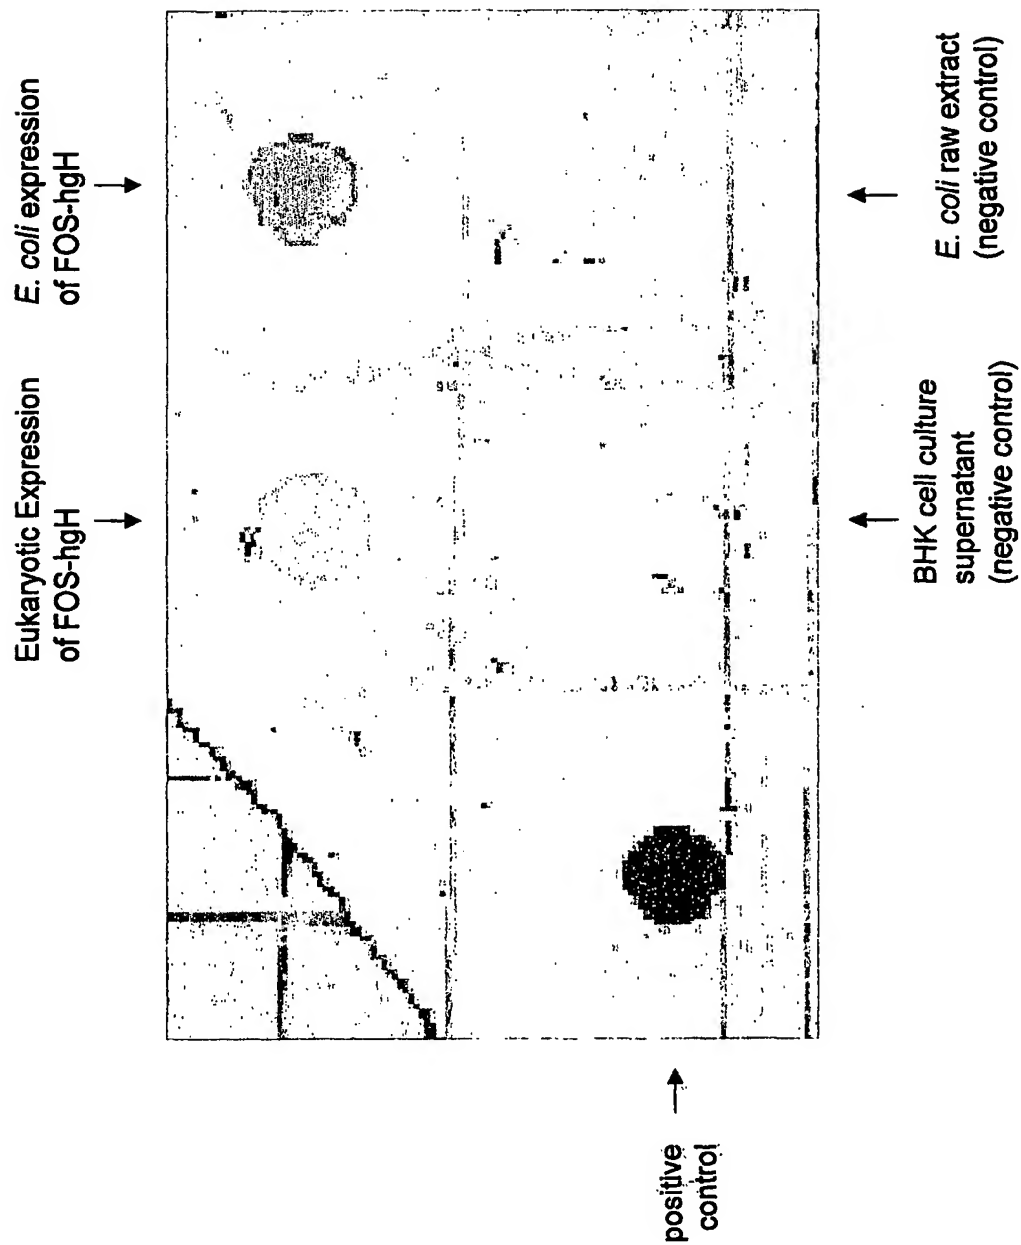 Eukaryotic Expression
of FOS-hgH
E. coli expression
of FOS-hgH
positive
control
BHK cell culture
supernatant
(negative control)
E. coli raw extract
(negative control)